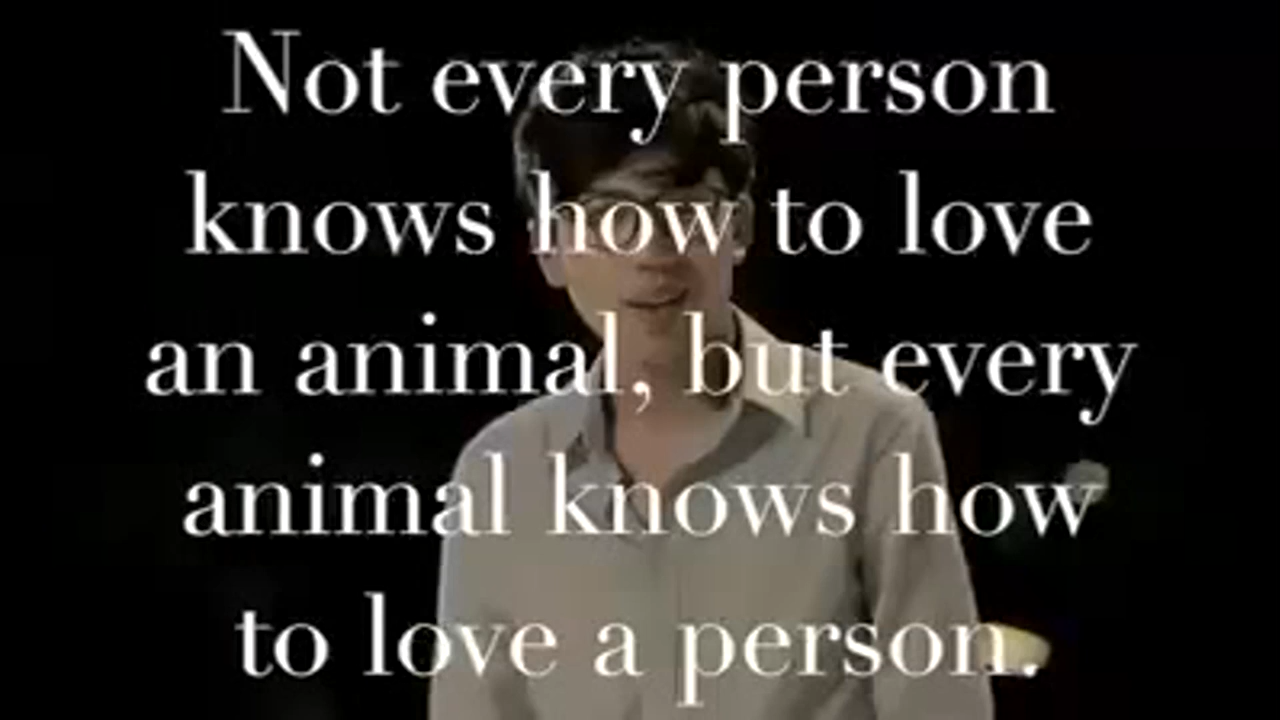 Not every person
knows how to love
an animal, but every
animal knows how
to love a person.